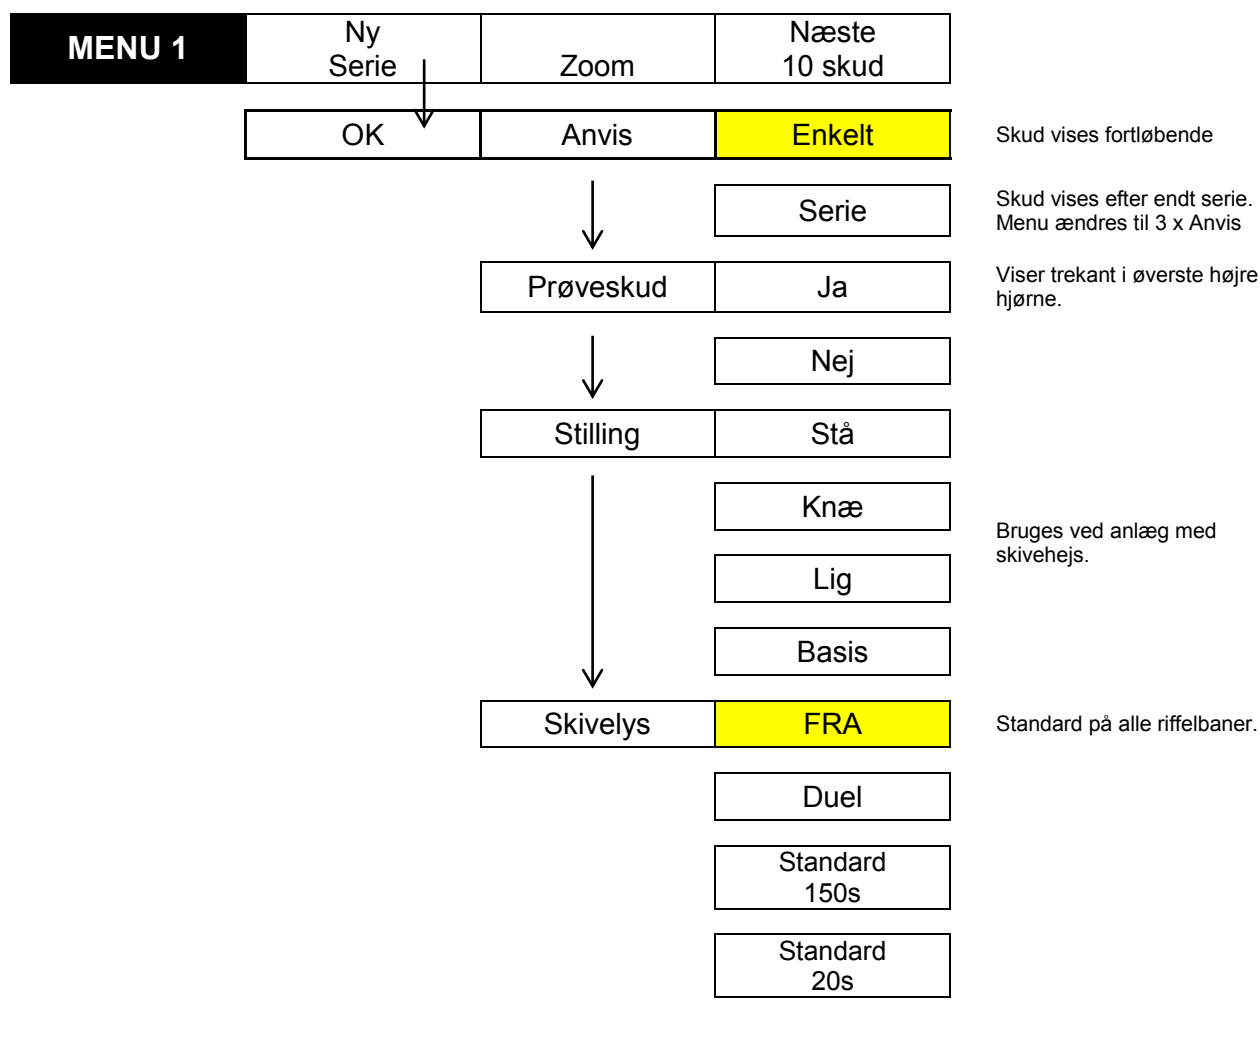 MENU 1
Ny
Serie
Zoom
Næste
10 skud
OK
Anvis
Enkelt
Skud vises fortløbende
Serie
Skud vises efter endt serie.
Menu ændres til 3 x Anvis
Prøveskud
Ja
Viser trekant i øverste højre
hjørne.
Nej
Stilling
Stå
Knæ
Bruges ved anlæg med
skivehejs.
Lig
Basis
Skivelys
FRA
Standard på alle riffelbaner.
Duel
Standard
150s
Standard
20s